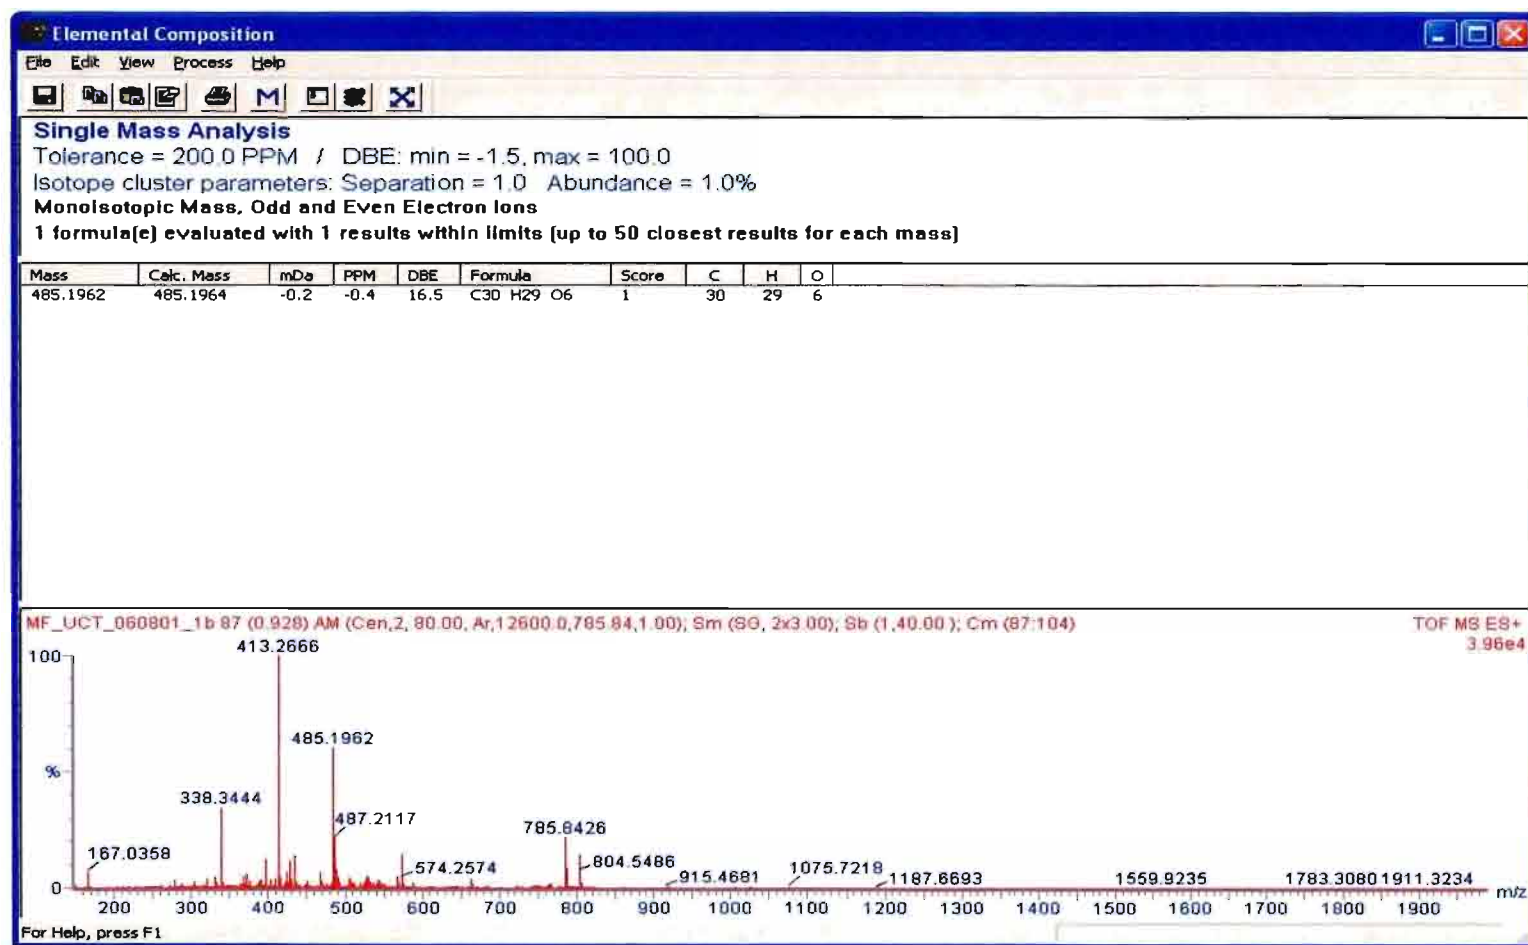 Elemental Composition
File Edit View Process Help
M
Single Mass Analysis
Tolerance = 200.0 PPM / DBE: min = -1.5, max = 100.0
Isotope cluster parameters: Separation = 1.0 Abundance = 1.0%
Monoisotopic Mass, Odd and Even Electron Ions
1 formula(e) evaluated with 1 results within limits (up to 50 closest results for each mass)
Mass Calc. Mass mDa PPM DBE Formula Score C H O
485.1962 485.1964 -0.2 -0.4 16.5 C30 H29 O6 1 30 29 6
MF_UCT_060801_1b 87 (0.928) AM (Cen,2, 80.00, Ar,12600.0,785.84,1.00); Sm (SG, 2x3.00); Sb (1,40.00 ); Cm (87:104)
TOF MS ES+
3.96e4
100
413.2666
485.1962
%
338.3444
487.2117
785.8426
167.0358
574.2574
804.5486
915.4681
1075.7218
1187.6693
1559.9235
1783.3080
1911.3234
0
200 300 400 500 600 700 800 900 1000 1100 1200 1300 1400 1500 1600 1700 1800 1900
m/z
For Help, press F1